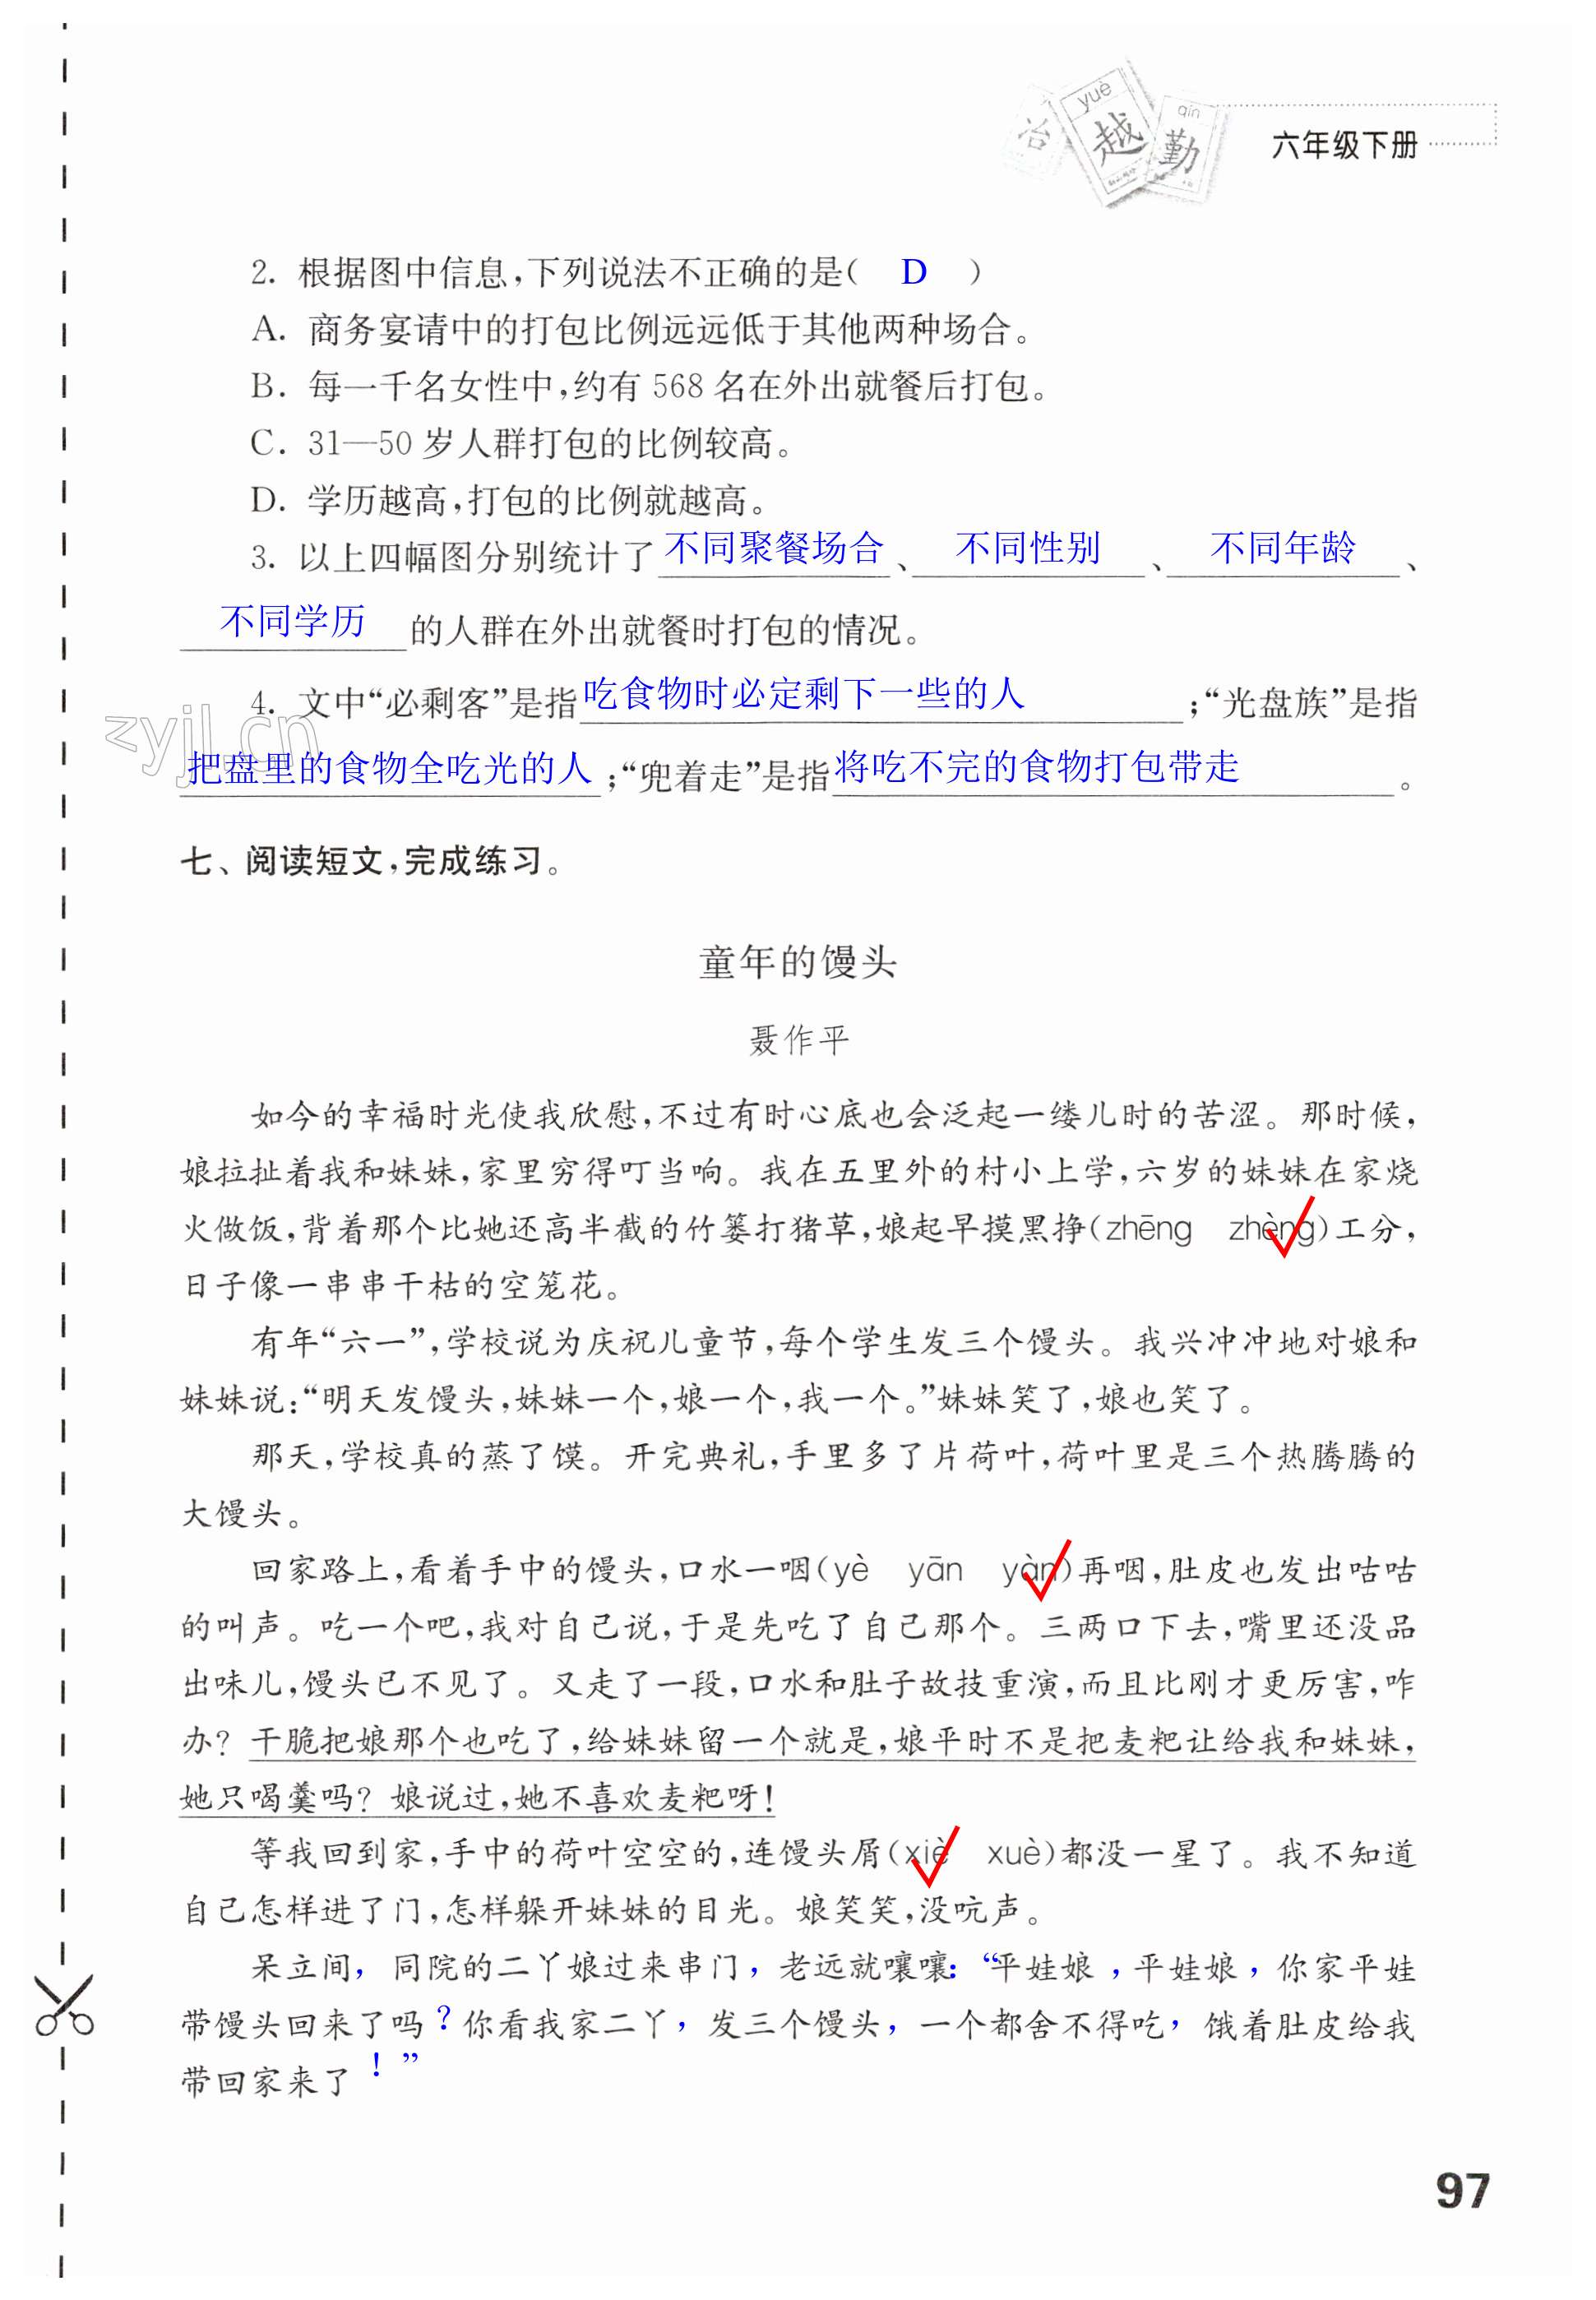 冶 yuè 越 qín 勤
六年级下册
2. 根据图中信息,下列说法不正确的是( D )
A. 商务宴请中的打包比例远远低于其他两种场合。
B. 每一千名女性中,约有 568 名在外出就餐后打包。
C. 31—50 岁人群打包的比例较高。
D. 学历越高,打包的比例就越高。
3. 以上四幅图分别统计了 不同聚餐场合 、 不同性别 、 不同年龄 、
不同学历 的人群在外出就餐时打包的情况。
4. 文中“必剩客”是指 吃食物时必定剩下一些的人 ;“光盘族”是指
把盘里的食物全吃光的人 ;“兜着走”是指 将吃不完的食物打包带走 。
zyjl.cn
七、阅读短文,完成练习。
童年的馒头
聂作平
如今的幸福时光使我欣慰,不过有时心底也会泛起一缕儿时的苦涩。那时候,
娘拉扯着我和妹妹,家里穷得叮当响。我在五里外的村小上学,六岁的妹妹在家烧
火做饭,背着那个比她还高半截的竹篓打猪草,娘起早摸黑挣(zhēng zhèng)工分,
日子像一串串干枯的空笼花。
有年“六一”,学校说为庆祝儿童节,每个学生发三个馒头。我兴冲冲地对娘和
妹妹说:“明天发馒头,妹妹一个,娘一个,我一个。”妹妹笑了,娘也笑了。
那天,学校真的蒸了馍。开完典礼,手里多了片荷叶,荷叶里是三个热腾腾的
大馒头。
回家路上,看着手中的馒头,口水一咽(yè yān yàn)再咽,肚皮也发出咕咕
的叫声。吃一个吧,我对自己说,于是先吃了自己那个。三两口下去,嘴里还没品
出味儿,馒头已不见了。又走了一段,口水和肚子故技重演,而且比刚才更厉害,咋
办?干脆把娘那个也吃了,给妹妹留一个就是,娘平时不是把麦粑让给我和妹妹,
她只喝羹吗?娘说过,她不喜欢麦粑呀!
等我回到家,手中的荷叶空空的,连馒头屑(xiè xuè)都没一星了。我不知道
自己怎样进了门,怎样躲开妹妹的目光。娘笑笑,没吭声。
呆立间,同院的二丫娘过来串门,老远就嚷嚷:“平娃娘,平娃娘,你家平娃
带馒头回来了吗?你看我家二丫,发三个馒头,一个都舍不得吃,饿着肚皮给我
带回家来了!”
97